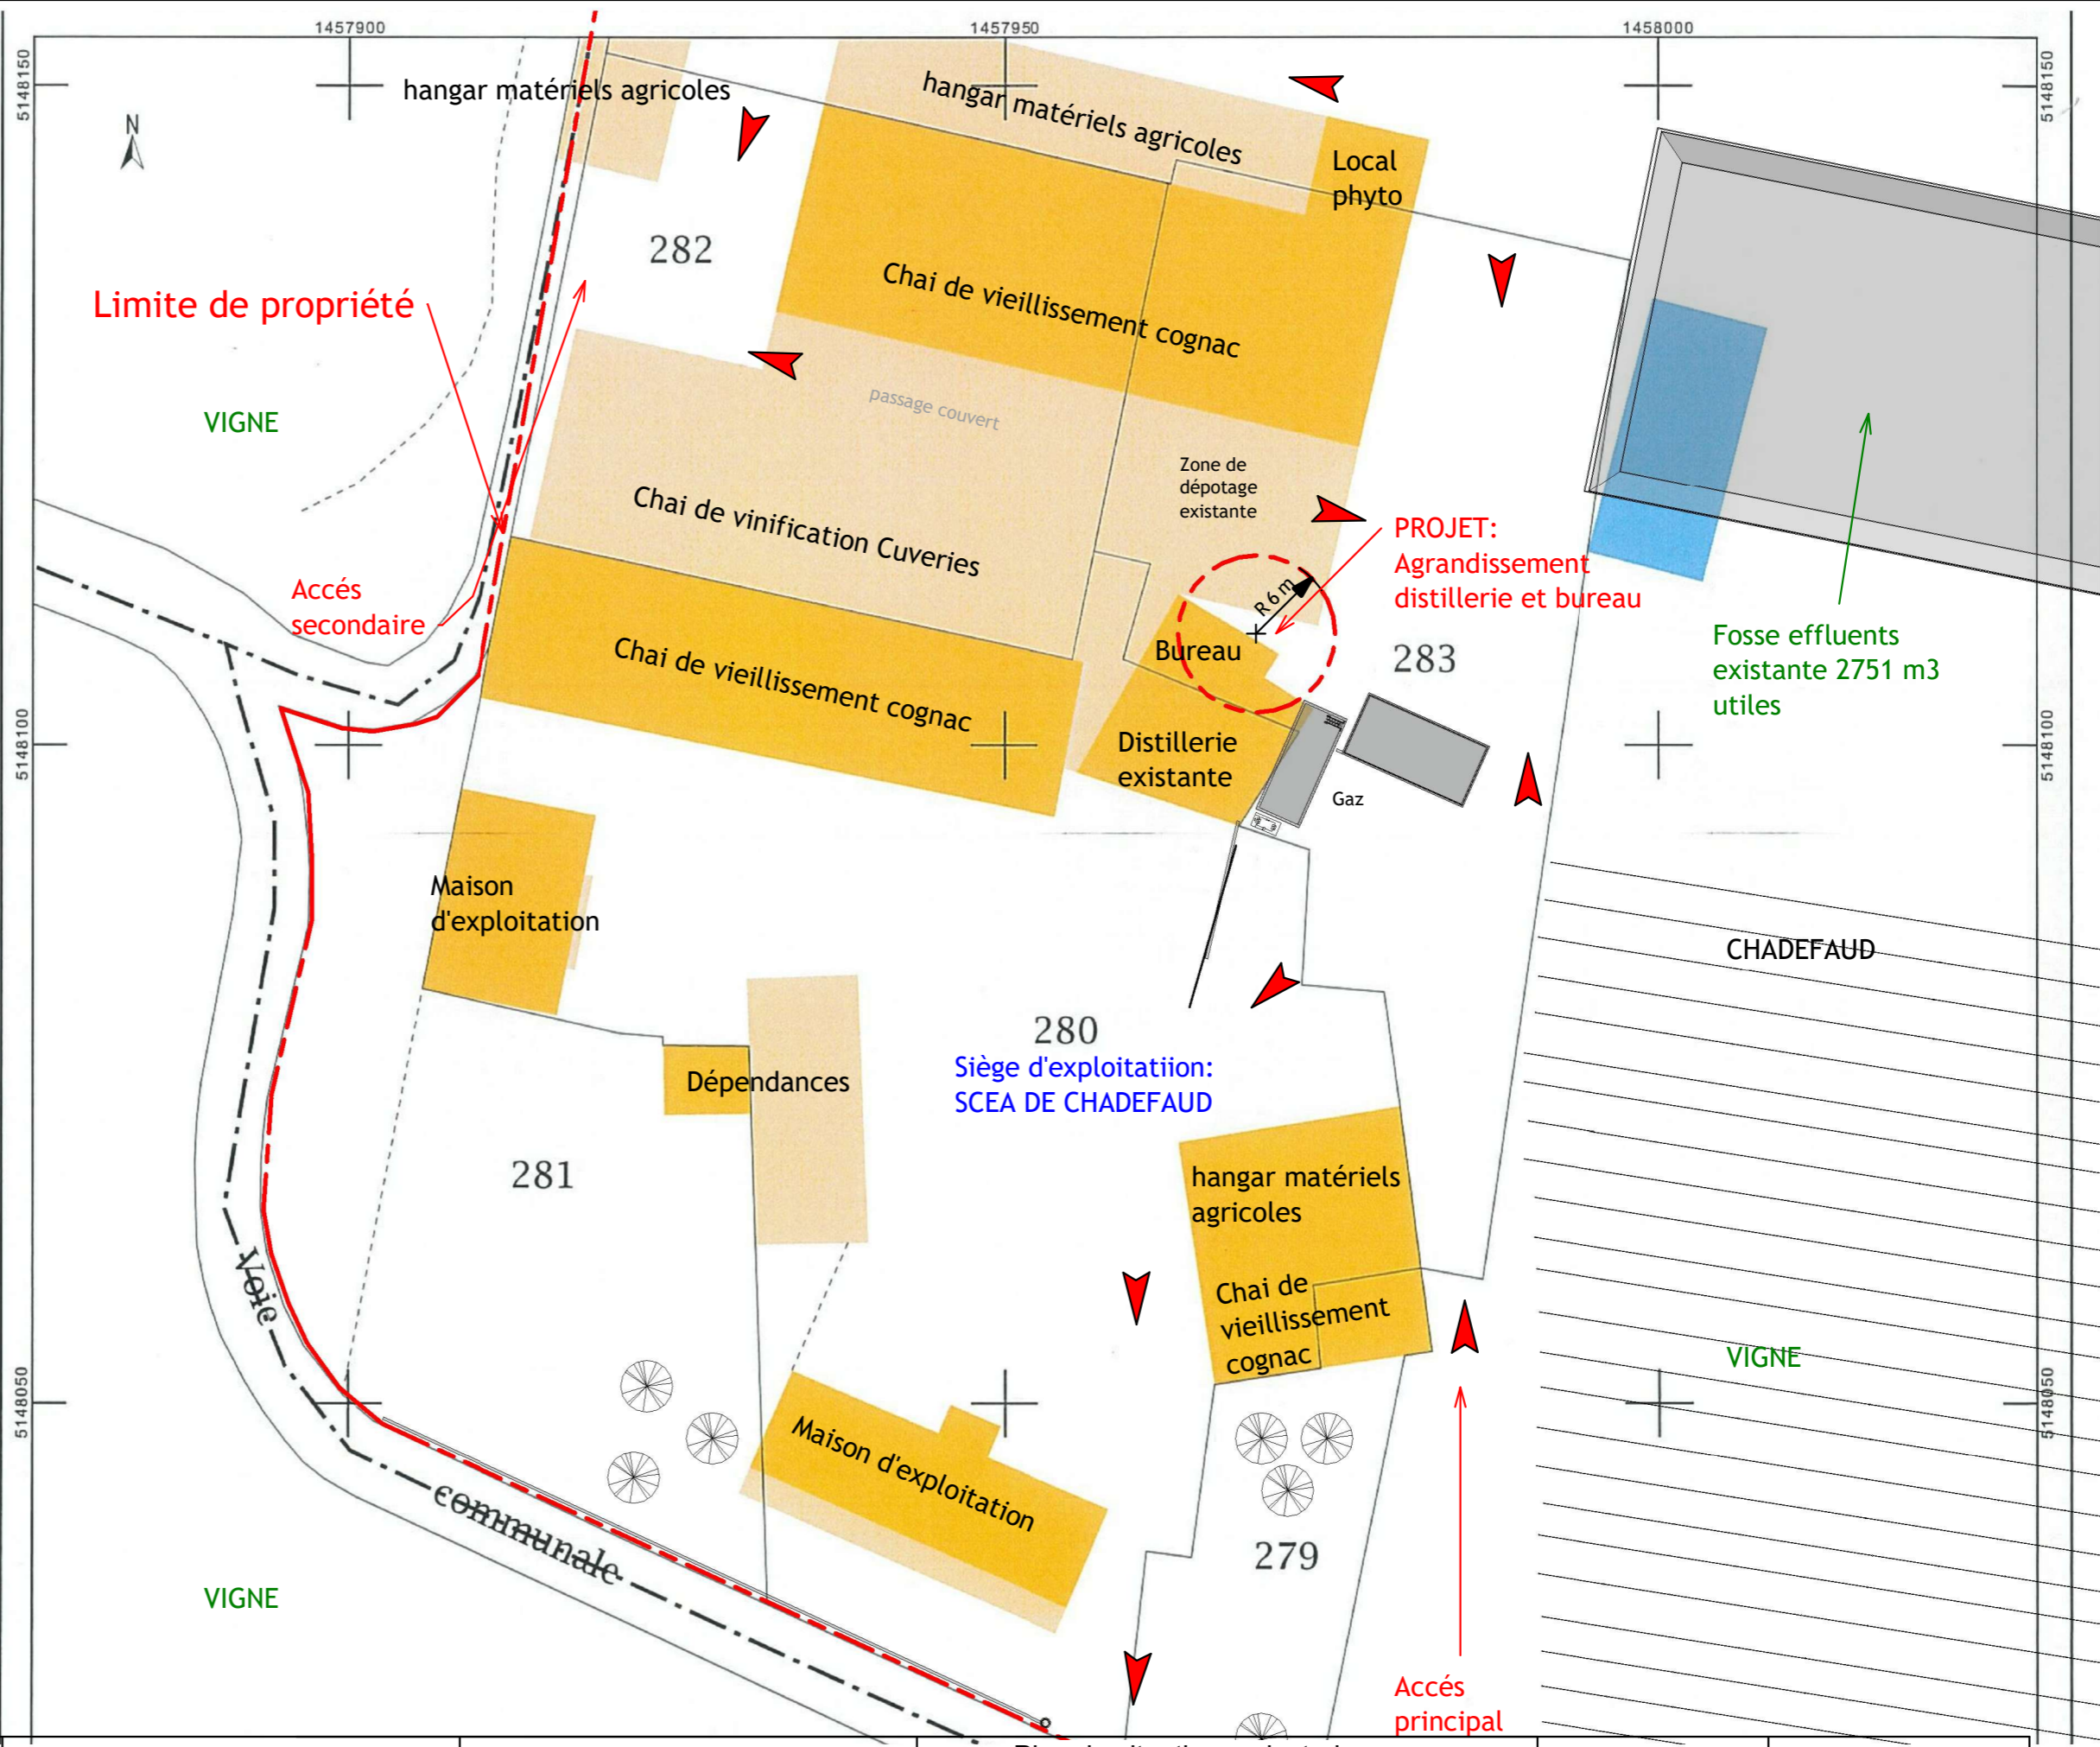 1457900
1457950
1458000
5148150
5148150
N
hangar matériels agricoles
hangar matériels agricoles
Local
phyto
282
Limite de propriété
Chai de vieillissement cognac
passage couvert
VIGNE
Zone de
dépotage
existante
Chai de vinification Cuveries
PROJET:
Agrandissement
distillerie et bureau
R 6 m
Accés
secondaire
Bureau
283
Fosse effluents
existante 2751 m3
utiles
Chai de vieillissement cognac
5148100
5148100
Distillerie
existante
Gaz
Maison
d'exploitation
CHADEFAUD
280
Siège d'exploitatiion:
SCEA DE CHADEFAUD
Dépendances
281
hangar matériels
agricoles
Voie
Chai de
vieillissement
cognac
VIGNE
5148050
5148050
Maison d'exploitation
communale
279
VIGNE
Accés
principal